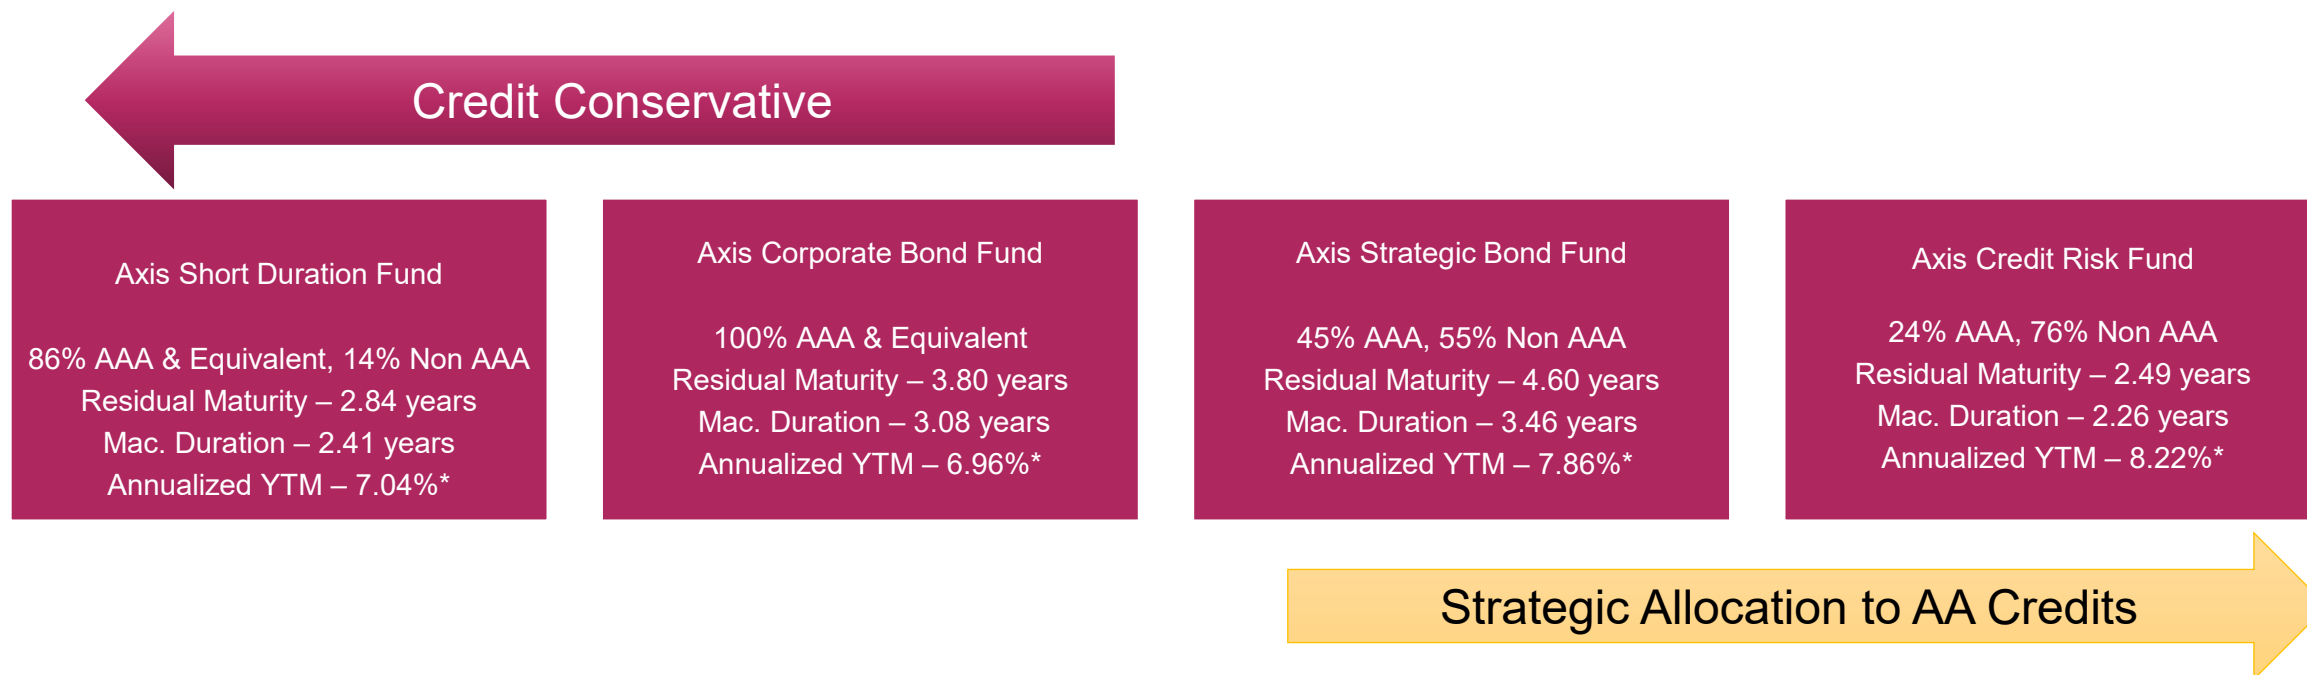 Credit Conservative
Axis Short Duration Fund
86% AAA & Equivalent, 14% Non AAA
Residual Maturity – 2.84 years
Mac. Duration – 2.41 years
Annualized YTM – 7.04%*
Axis Corporate Bond Fund
100% AAA & Equivalent
Residual Maturity – 3.80 years
Mac. Duration – 3.08 years
Annualized YTM – 6.96%*
Axis Strategic Bond Fund
45% AAA, 55% Non AAA
Residual Maturity – 4.60 years
Mac. Duration – 3.46 years
Annualized YTM – 7.86%*
Axis Credit Risk Fund
24% AAA, 76% Non AAA
Residual Maturity – 2.49 years
Mac. Duration – 2.26 years
Annualized YTM – 8.22%*
Strategic Allocation to AA Credits